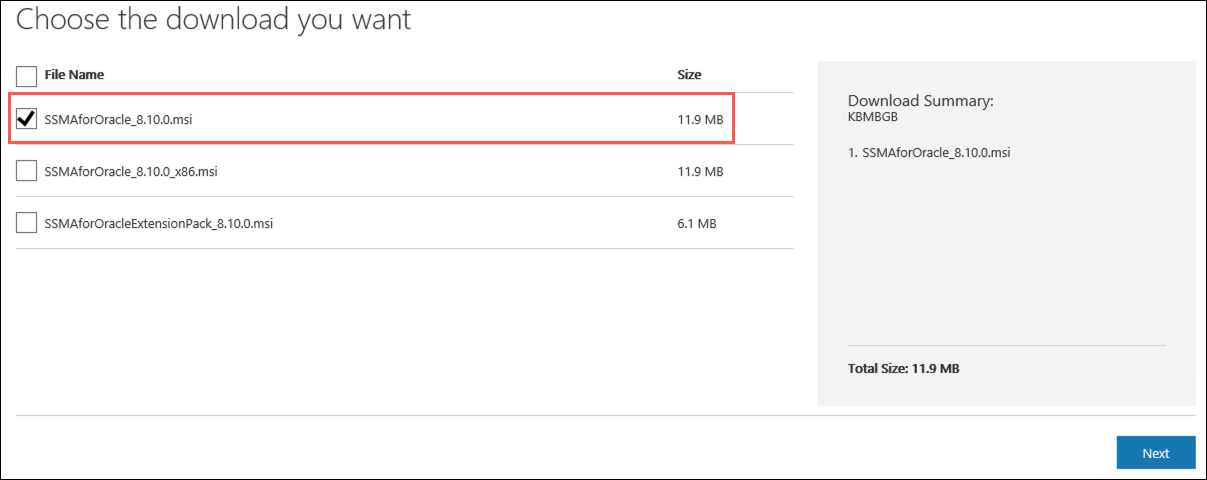 Choose the download you want
File Name Size
SSMAforOracle_8.10.0.msi 11.9 MB
SSMAforOracle_8.10.0_x86.msi 11.9 MB
SSMAforOracleExtensionPack_8.10.0.msi 6.1 MB
Download Summary:
KBMBGB
1. SSMAforOracle_8.10.0.msi
Total Size: 11.9 MB
Next